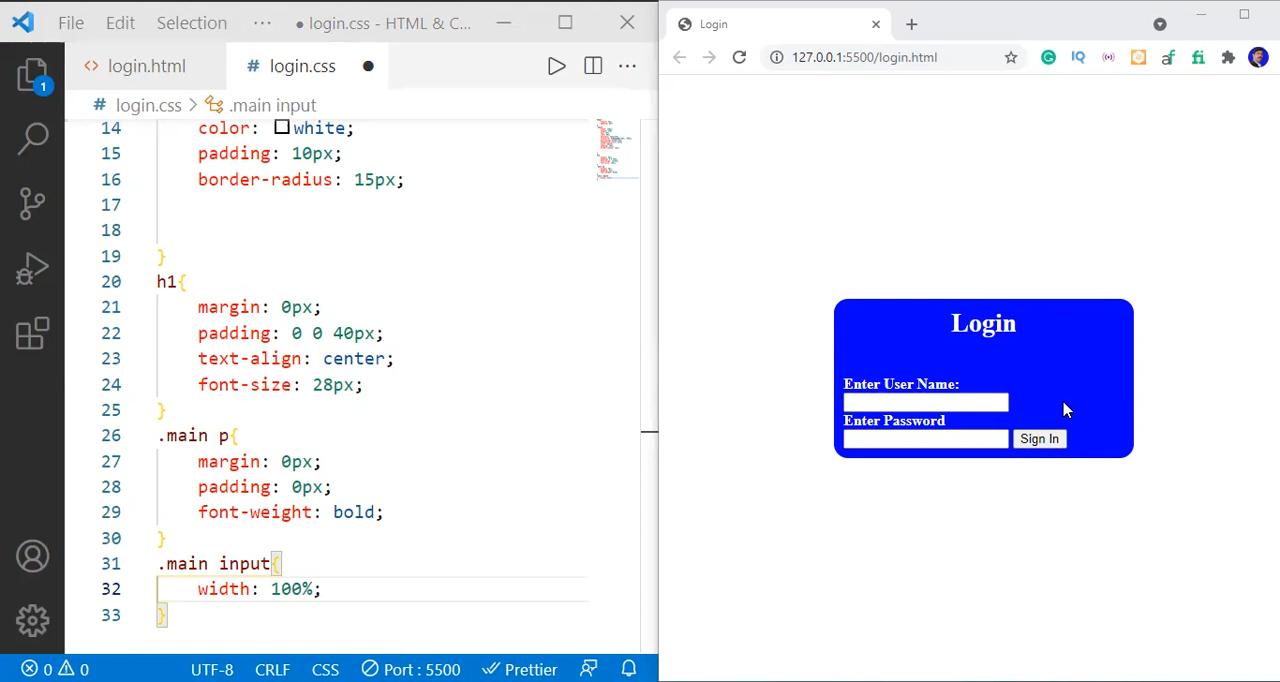 File Edit Selection ··· ● login.css - HTML & C...
login.html # login.css ●
# login.css > .main input
14 color: white;
15 padding: 10px;
16 border-radius: 15px;
17
18
19 }
20 h1{
21 margin: 0px;
22 padding: 0 0 40px;
23 text-align: center;
24 font-size: 28px;
25 }
26 .main p{
27 margin: 0px;
28 padding: 0px;
29 font-weight: bold;
30 }
31 .main input{
32 width: 100%;
33 }
1
0 0 UTF-8 CRLF CSS Port : 5500 Prettier
Login
127.0.0.1:5500/login.html
IQ
af
fi
Login
Enter User Name:
Enter Password
Sign In